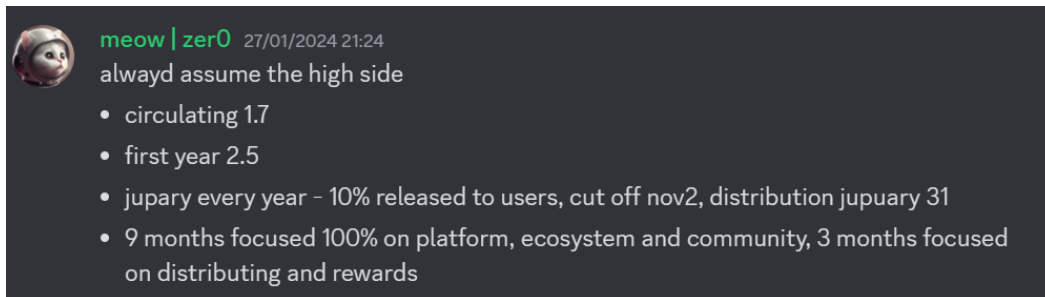 meow | zer0 27/01/2024 21:24
alwayd assume the high side
• circulating 1.7
• first year 2.5
• jupary every year - 10% released to users, cut off nov2, distribution jupuary 31
• 9 months focused 100% on platform, ecosystem and community, 3 months focused
on distributing and rewards